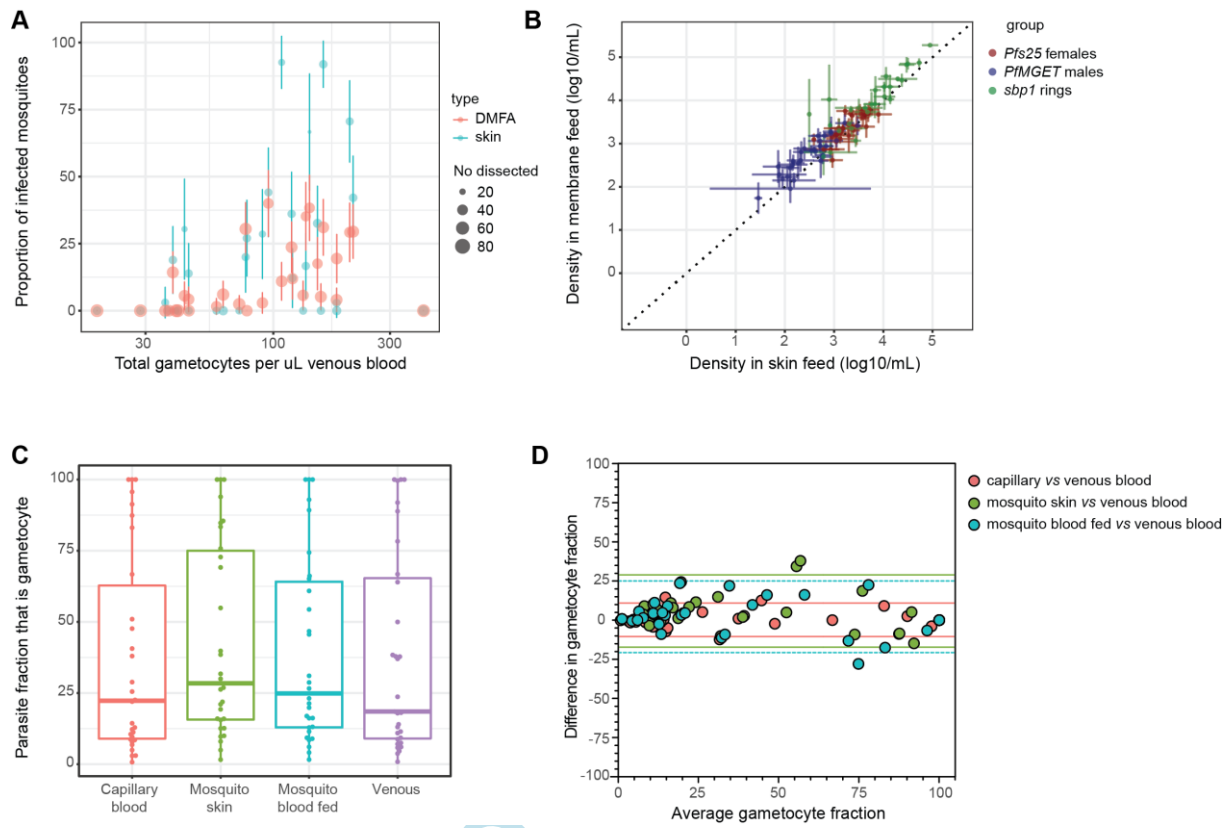 A
Proportion of infected mosquitoes
100
75
50
25
0
30
100
300
Total gametocytes per uL venous blood
type
DMFA
skin
No dissected
20
40
60
80
B
Density in membrane feed (log10/mL)
5
4
3
2
1
0
0
1
2
3
4
5
Density in skin feed (log10/mL)
group
Pfs25 females
PfMGET males
sbp1 rings
C
Parasite fraction that is gametocyte
100
75
50
25
0
Capillary
blood
Mosquito
skin
Mosquito
blood fed
Venous
D
Difference in gametocyte fraction
100
75
50
25
0
-25
-50
-75
-100
0
25
50
75
100
Average gametocyte fraction
capillary vs venous blood
mosquito skin vs venous blood
mosquito blood fed vs venous blood